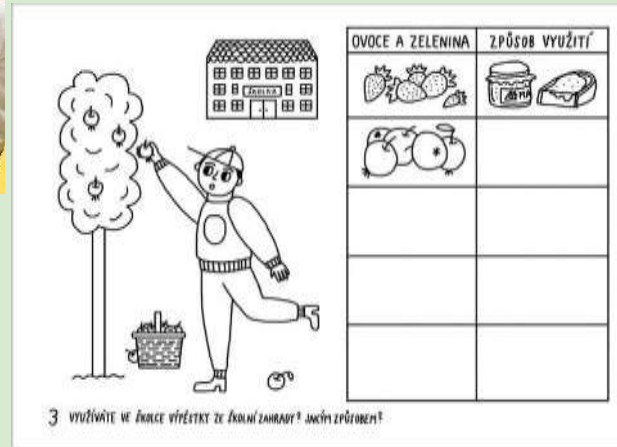 OVOCE A ZELENINA
ZPŮSOB VYUŽITÍ
ŠKOLKA
3 VYUŽÍVÁTE VE ŠKOLCE VÝPĚSTKY ZE ŠKOLNÍ ZAHRADY? JAKÝM ZPŮSOBEM?